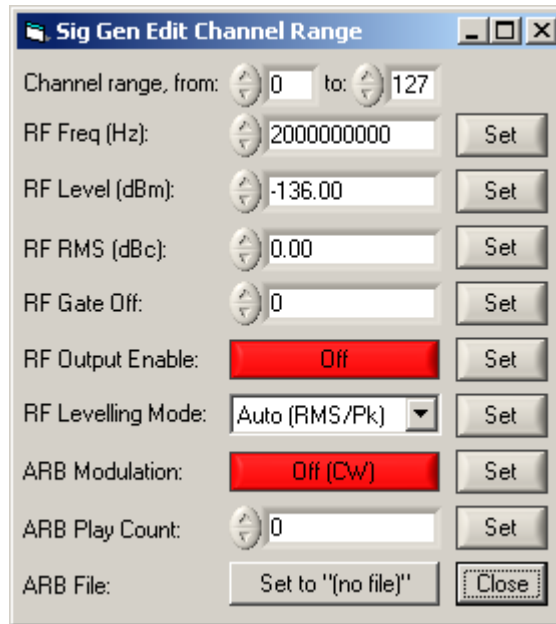 Sig Gen Edit Channel Range
Channel range, from: 0 to: 127
RF Freq (Hz): 2000000000 Set
RF Level (dBm): -136.00 Set
RF RMS (dBc): 0.00 Set
RF Gate Off: 0 Set
RF Output Enable: Off Set
RF Levelling Mode: Auto (RMS/Pk) Set
ARB Modulation: Off (CW) Set
ARB Play Count: 0 Set
ARB File: Set to "(no file)" Close